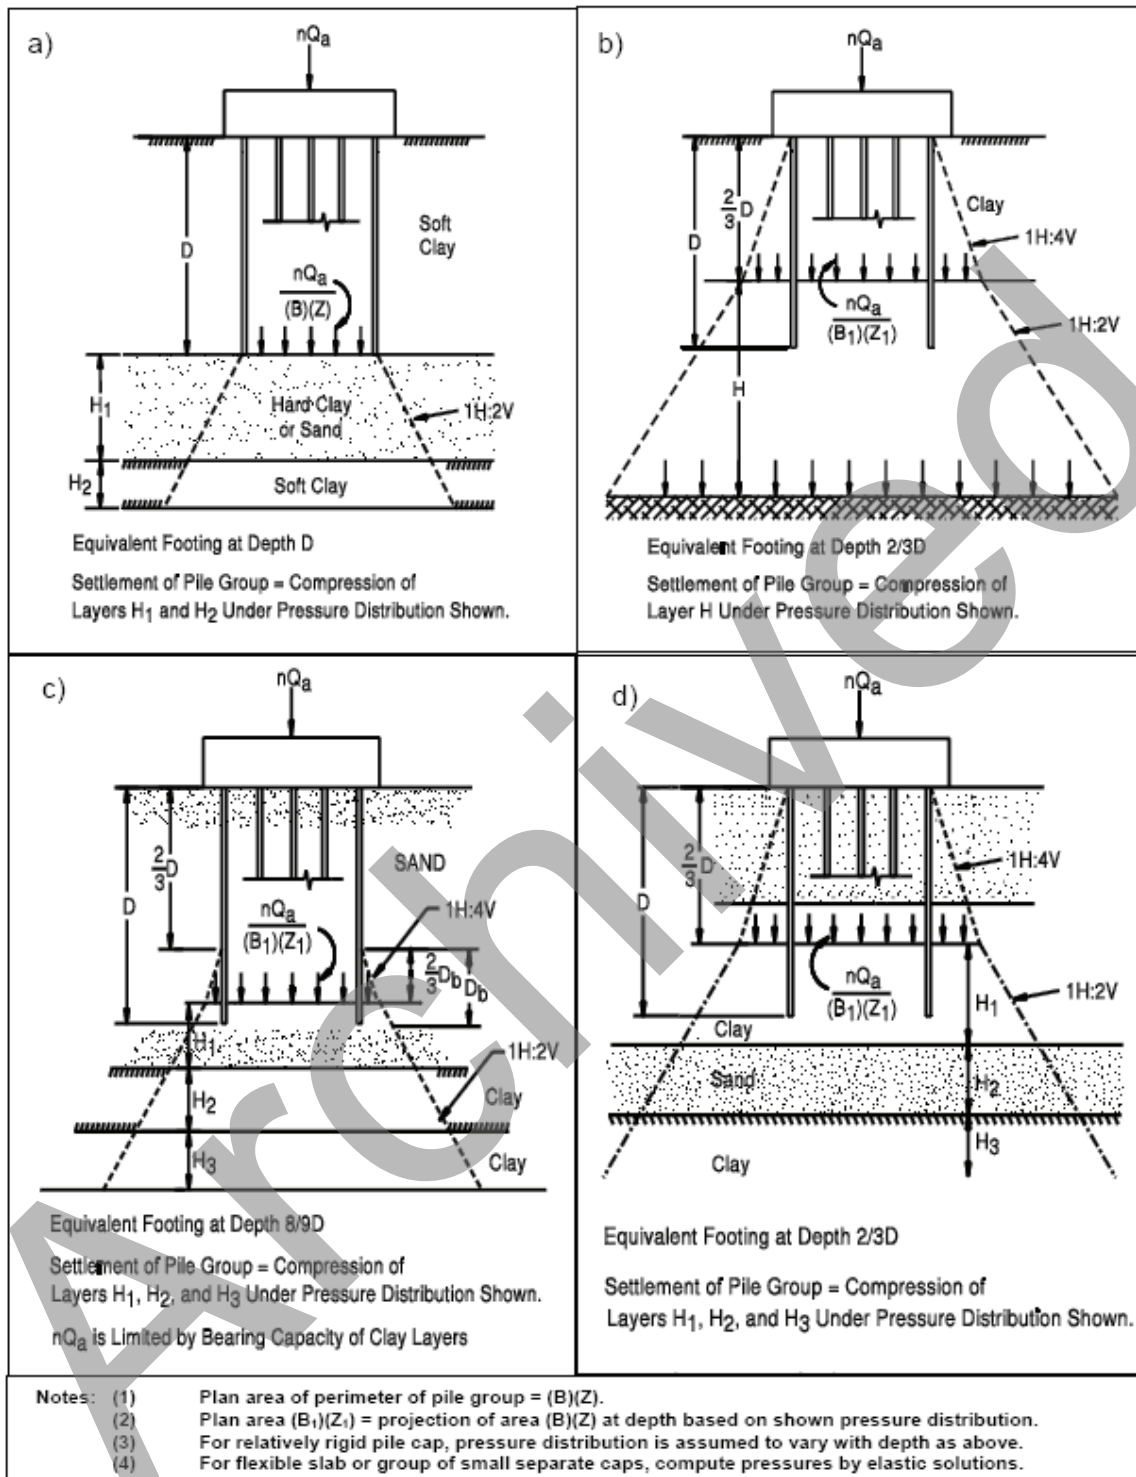 a)
nQa
D
Soft
Clay
nQa
(B)(Z)
H1
Hard Clay
or Sand
1H:2V
H2
Soft Clay
Equivalent Footing at Depth D
Settlement of Pile Group = Compression of
Layers H1 and H2 Under Pressure Distribution Shown.
b)
nQa
2/3D
D
Clay
1H:4V
nQa
(B1)(Z1)
1H:2V
H
Equivalent Footing at Depth 2/3D
Settlement of Pile Group = Compression of
Layer H Under Pressure Distribution Shown.
c)
nQa
2/3D
D
SAND
nQa
(B1)(Z1)
1H:4V
2/3Db
Db
H1
1H:2V
H2
Clay
H3
Clay
Equivalent Footing at Depth 8/9D
Settlement of Pile Group = Compression of
Layers H1, H2, and H3 Under Pressure Distribution Shown.
nQa is Limited by Bearing Capacity of Clay Layers
d)
nQa
2/3D
D
1H:4V
nQa
(B1)(Z1)
H1
1H:2V
Clay
Sand
H2
H3
Clay
Equivalent Footing at Depth 2/3D
Settlement of Pile Group = Compression of
Layers H1, H2, and H3 Under Pressure Distribution Shown.
Notes: (1) Plan area of perimeter of pile group = (B)(Z).
(2) Plan area (B1)(Z1) = projection of area (B)(Z) at depth based on shown pressure distribution.
(3) For relatively rigid pile cap, pressure distribution is assumed to vary with depth as above.
(4) For flexible slab or group of small separate caps, compute pressures by elastic solutions.
Archived